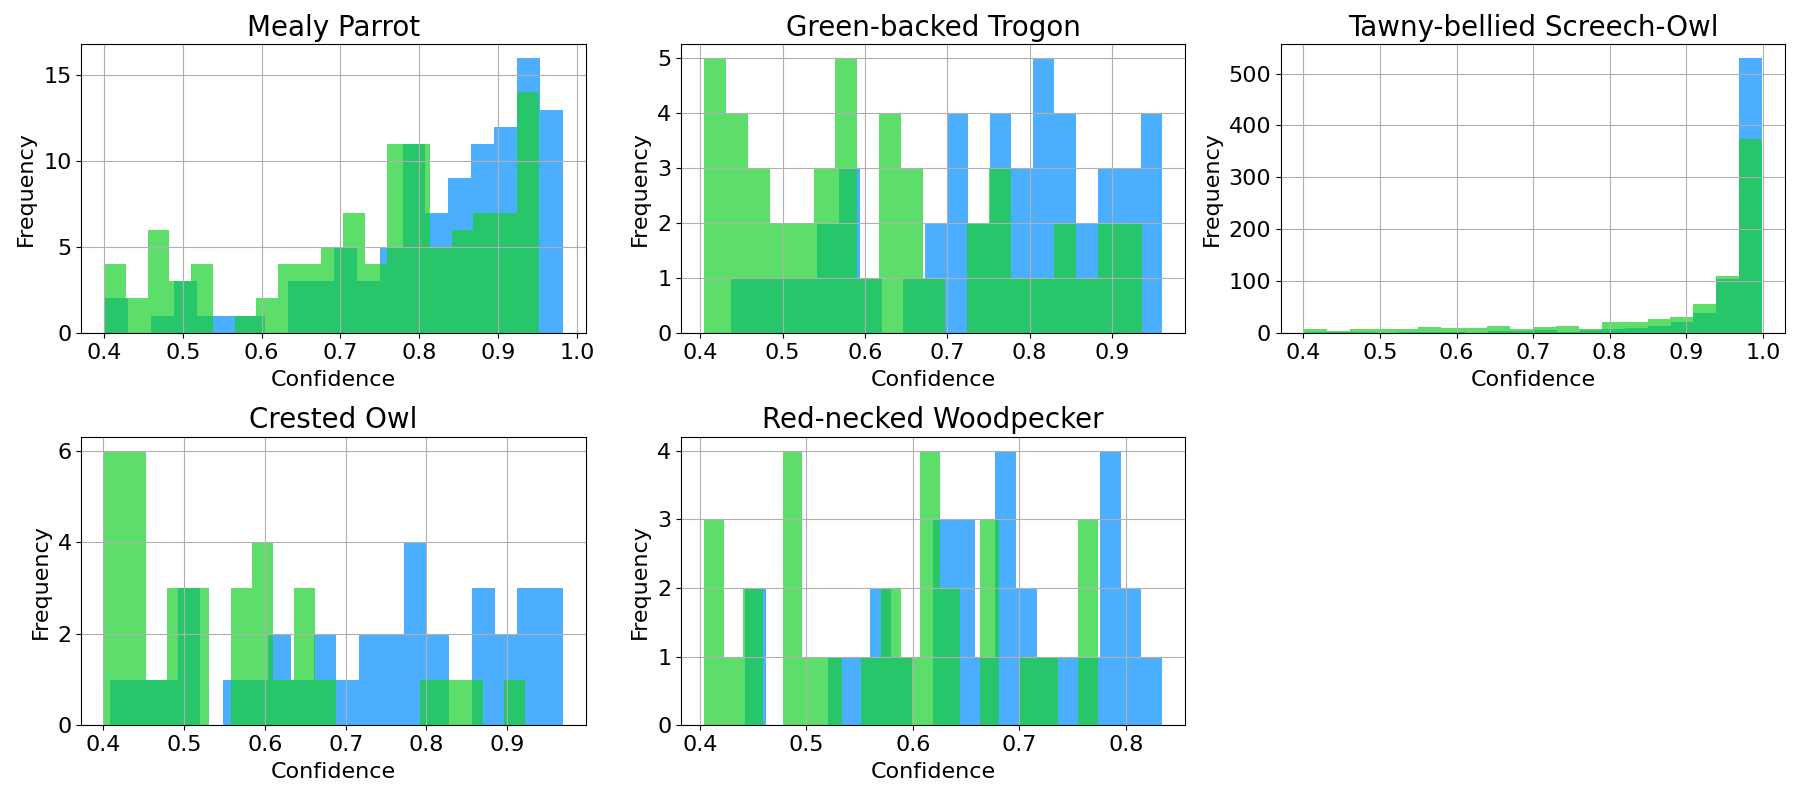 Mealy Parrot
Frequency
15
10
5
0
0.4 0.5 0.6 0.7 0.8 0.9 1.0
Confidence
Green-backed Trogon
Frequency
5
4
3
2
1
0
0.4 0.5 0.6 0.7 0.8 0.9
Confidence
Tawny-bellied Screech-Owl
Frequency
500
400
300
200
100
0
0.4 0.5 0.6 0.7 0.8 0.9 1.0
Confidence
Crested Owl
Frequency
6
4
2
0
0.4 0.5 0.6 0.7 0.8 0.9
Confidence
Red-necked Woodpecker
Frequency
4
3
2
1
0
0.4 0.5 0.6 0.7 0.8
Confidence